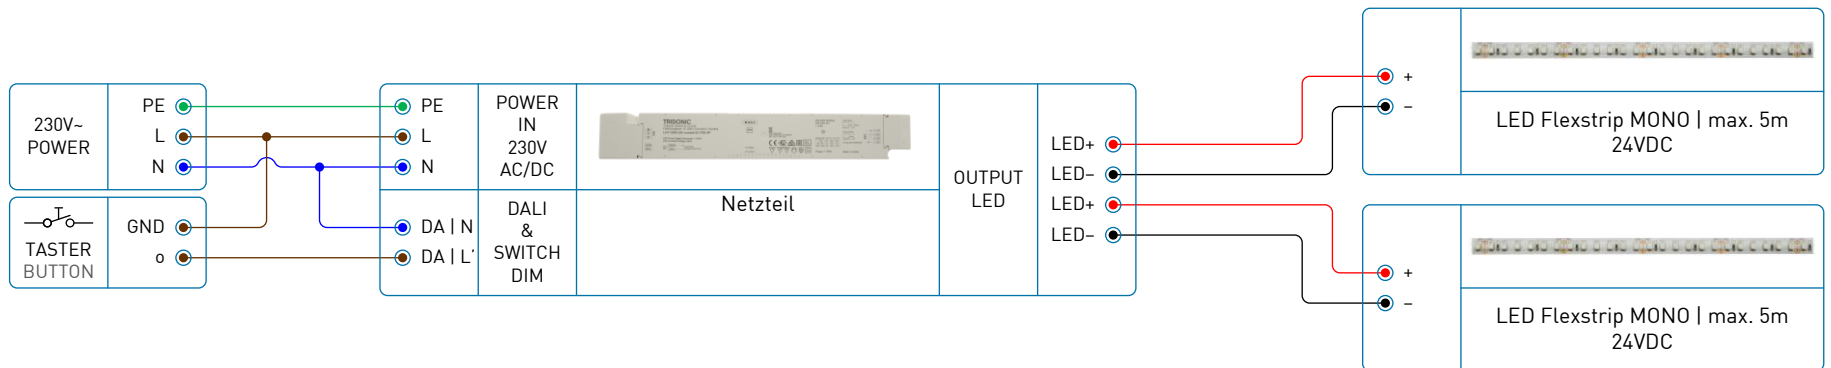 230V~
POWER
PE
L
N
TASTER
BUTTON
GND
o
PE
L
N
POWER
IN
230V
AC/DC
DA | N
DA | L'
DALI
&
SWITCH
DIM
TRIDONIC
Netzteil
OUTPUT
LED
LED+
LED–
LED+
LED–
+
–
LED Flexstrip MONO | max. 5m
24VDC
+
–
LED Flexstrip MONO | max. 5m
24VDC